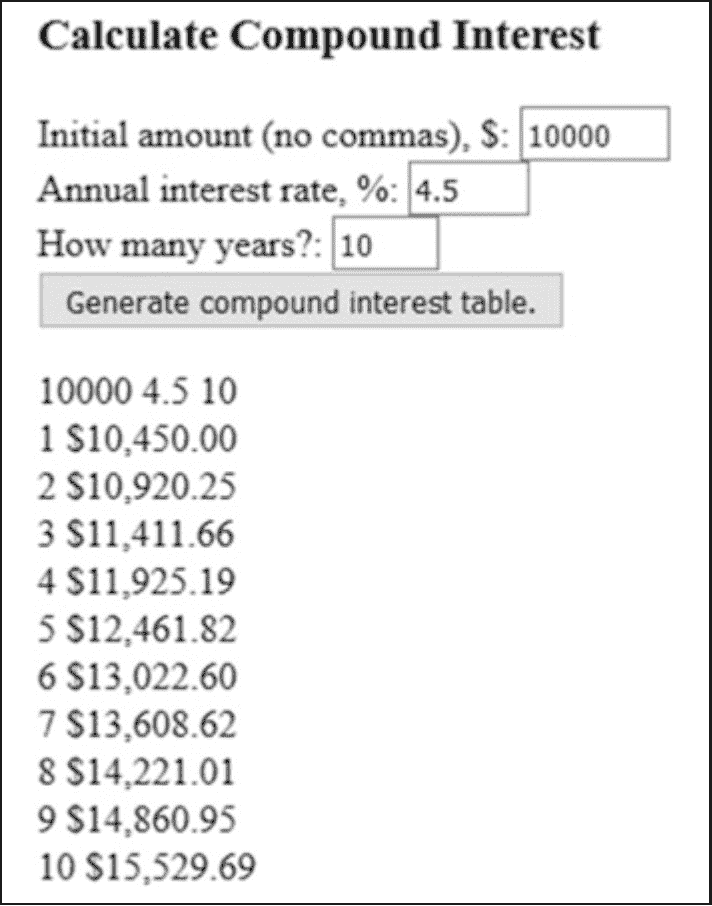 Calculate Compound Interest
Initial amount (no commas), $: 10000
Annual interest rate, %: 4.5
How many years?: 10
Generate compound interest table.
10000 4.5 10
1 $10,450.00
2 $10,920.25
3 $11,411.66
4 $11,925.19
5 $12,461.82
6 $13,022.60
7 $13,608.62
8 $14,221.01
9 $14,860.95
10 $15,529.69